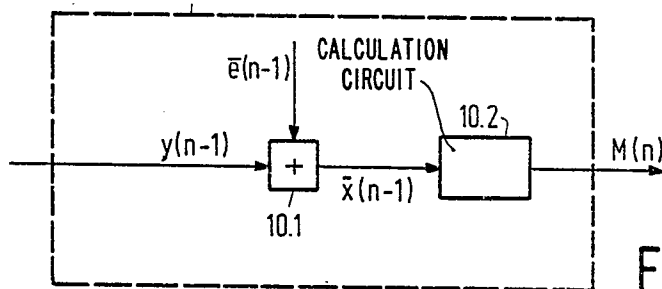 CALCULATION
CIRCUIT
ē(n-1)
10.2
y(n-1)
+
x̄(n-1)
M(n)
10.1
F